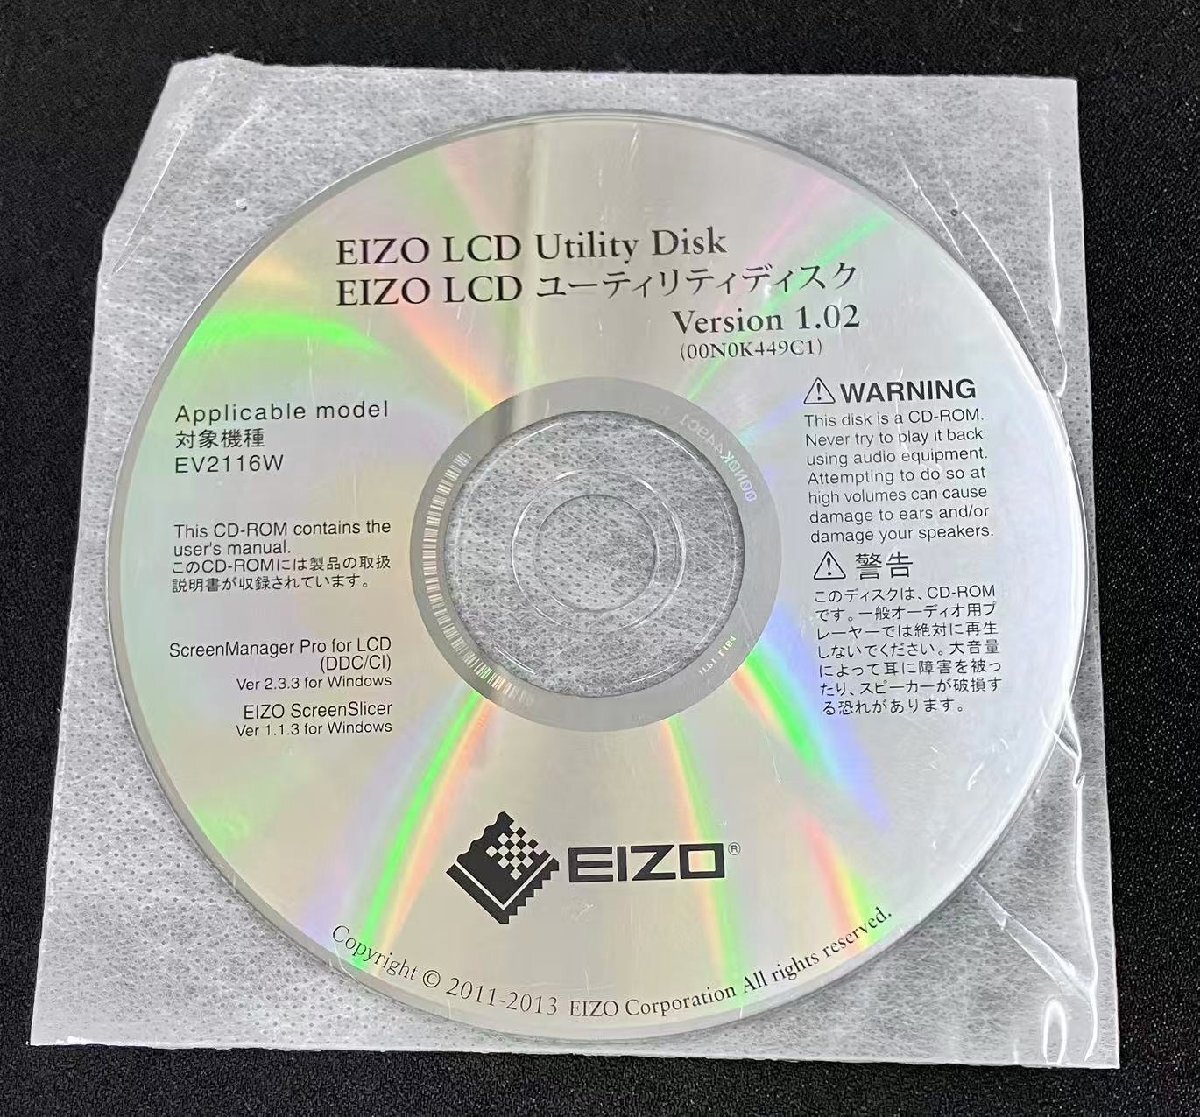 EIZO LCD Utility Disk
EIZO LCD ユーティリティディスク
Version 1.02
(00N0K449C1)
Applicable model
対象機種
EV2116W
This CD-ROM contains the
user's manual.
このCD-ROMには製品の取扱
説明書が収録されています。
ScreenManager Pro for LCD
(DDC/CI)
Ver 2.3.3 for Windows
EIZO ScreenSlicer
Ver 1.1.3 for Windows
⚠ WARNING
This disk is a CD-ROM.
Never try to play it back
using audio equipment.
Attempting to do so at
high volumes can cause
damage to ears and/or
damage your speakers.
⚠ 警告
このディスクは、CD-ROM
です。一般オーディオ用プ
レーヤーでは絶対に再生
しないでください。大音量
によって耳に障害を被っ
たり、スピーカーが破損す
る恐れがあります。
00N0K449C1
EIZO®
Copyright © 2011-2013 EIZO Corporation All rights reserved.